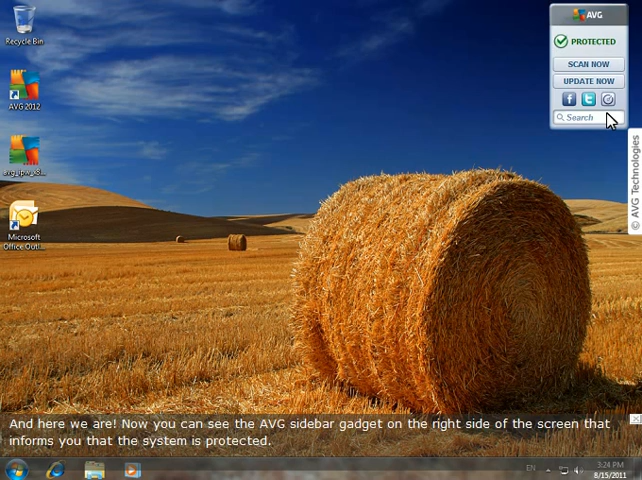 Recycle Bin
AVG 2012
Microsoft
Office Outl...
AVG
PROTECTED
SCAN NOW
UPDATE NOW
Search
© AVG Technologies
And here we are! Now you can see the AVG sidebar gadget on the right side of the screen that
informs you that the system is protected.
EN
3:24 PM
8/15/2011